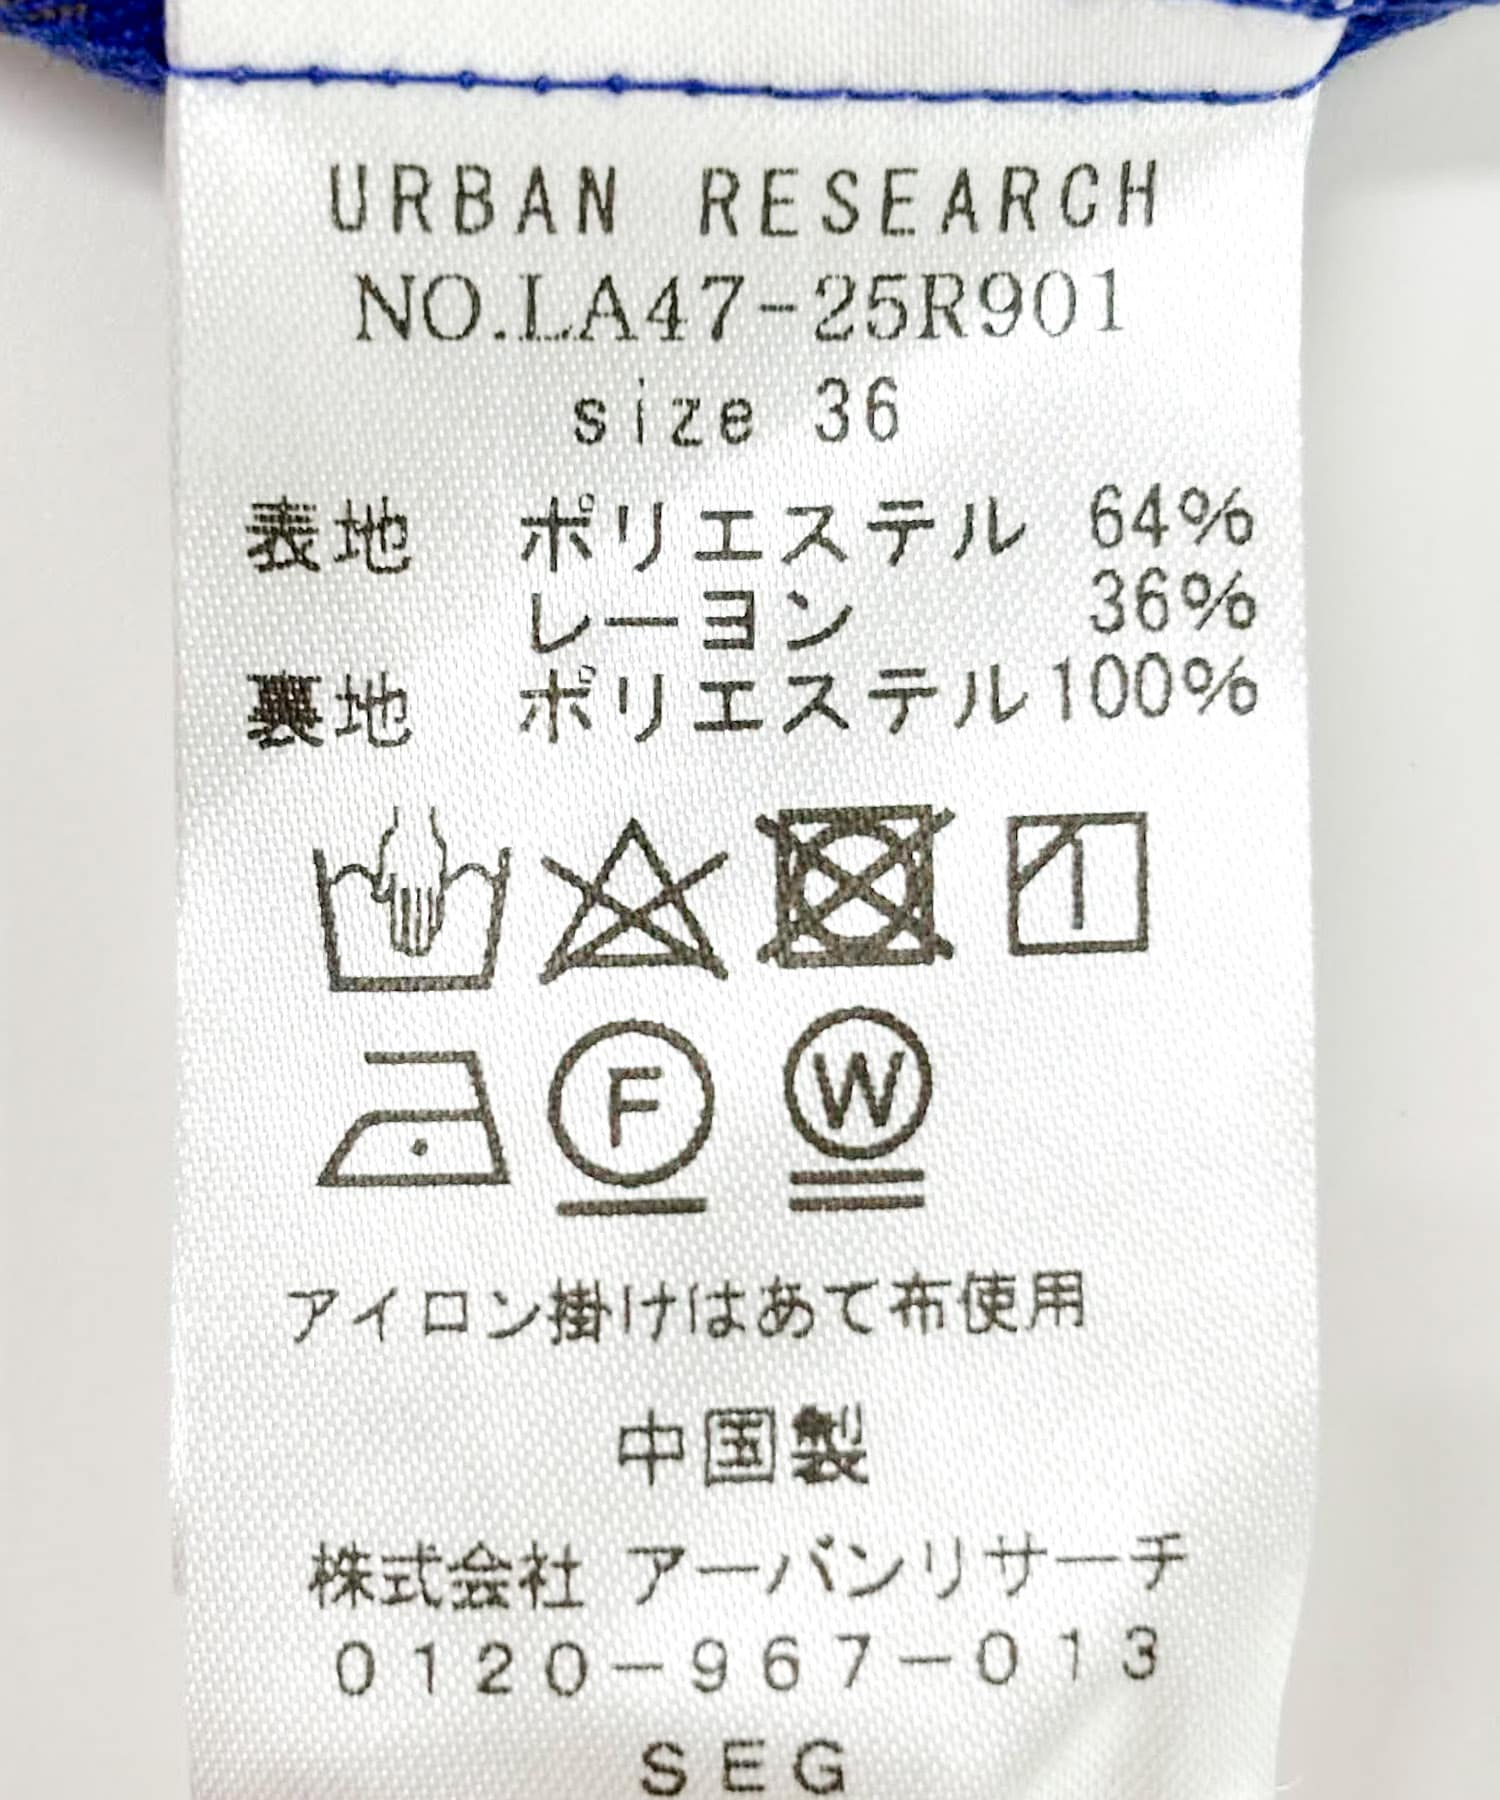 URBAN RESEARCH
NO.LA47-25R901
size 36
表地 ポリエステル 64%
レーヨン 36%
裏地 ポリエステル100%
F W
アイロン掛けはあて布使用
中国製
株式会社 アーバンリサーチ
0120-967-013
SEG